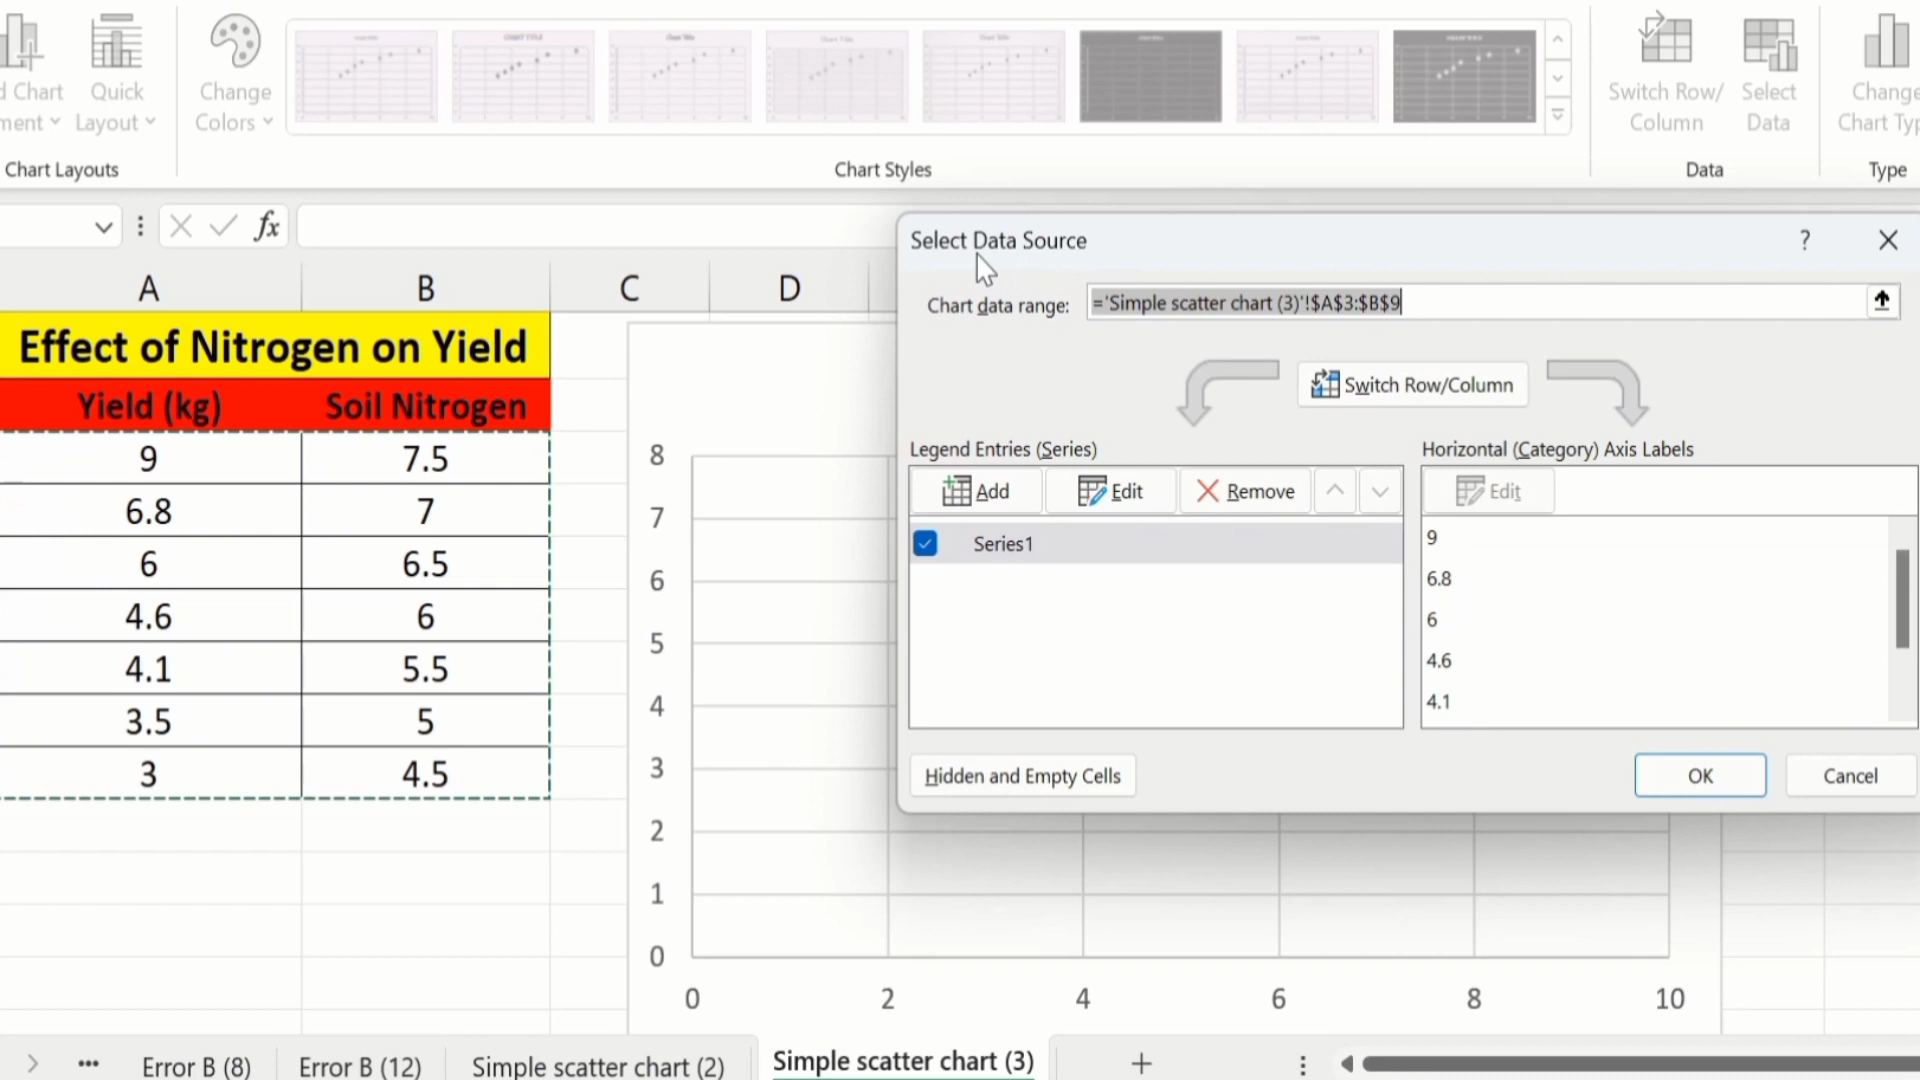 d Chart
ment
Quick
Layout
Change
Colors
Switch Row/
Column
Select
Data
Change
Chart Typ
Chart Layouts
Chart Styles
Data
Type
fx
A B C D
Effect of Nitrogen on Yield
Yield (kg) Soil Nitrogen
9 7.5
6.8 7
6 6.5
4.6 6
4.1 5.5
3.5 5
3 4.5
8
7
6
5
4
3
2
1
0
0 2 4 6 8 10
Select Data Source ?
Chart data range: ='Simple scatter chart (3)'!$A$3:$B$9
Switch Row/Column
Legend Entries (Series)
Add Edit Remove
Series1
Horizontal (Category) Axis Labels
Edit
9
6.8
6
4.6
4.1
Hidden and Empty Cells
OK Cancel
Error B (8) Error B (12) Simple scatter chart (2) Simple scatter chart (3)